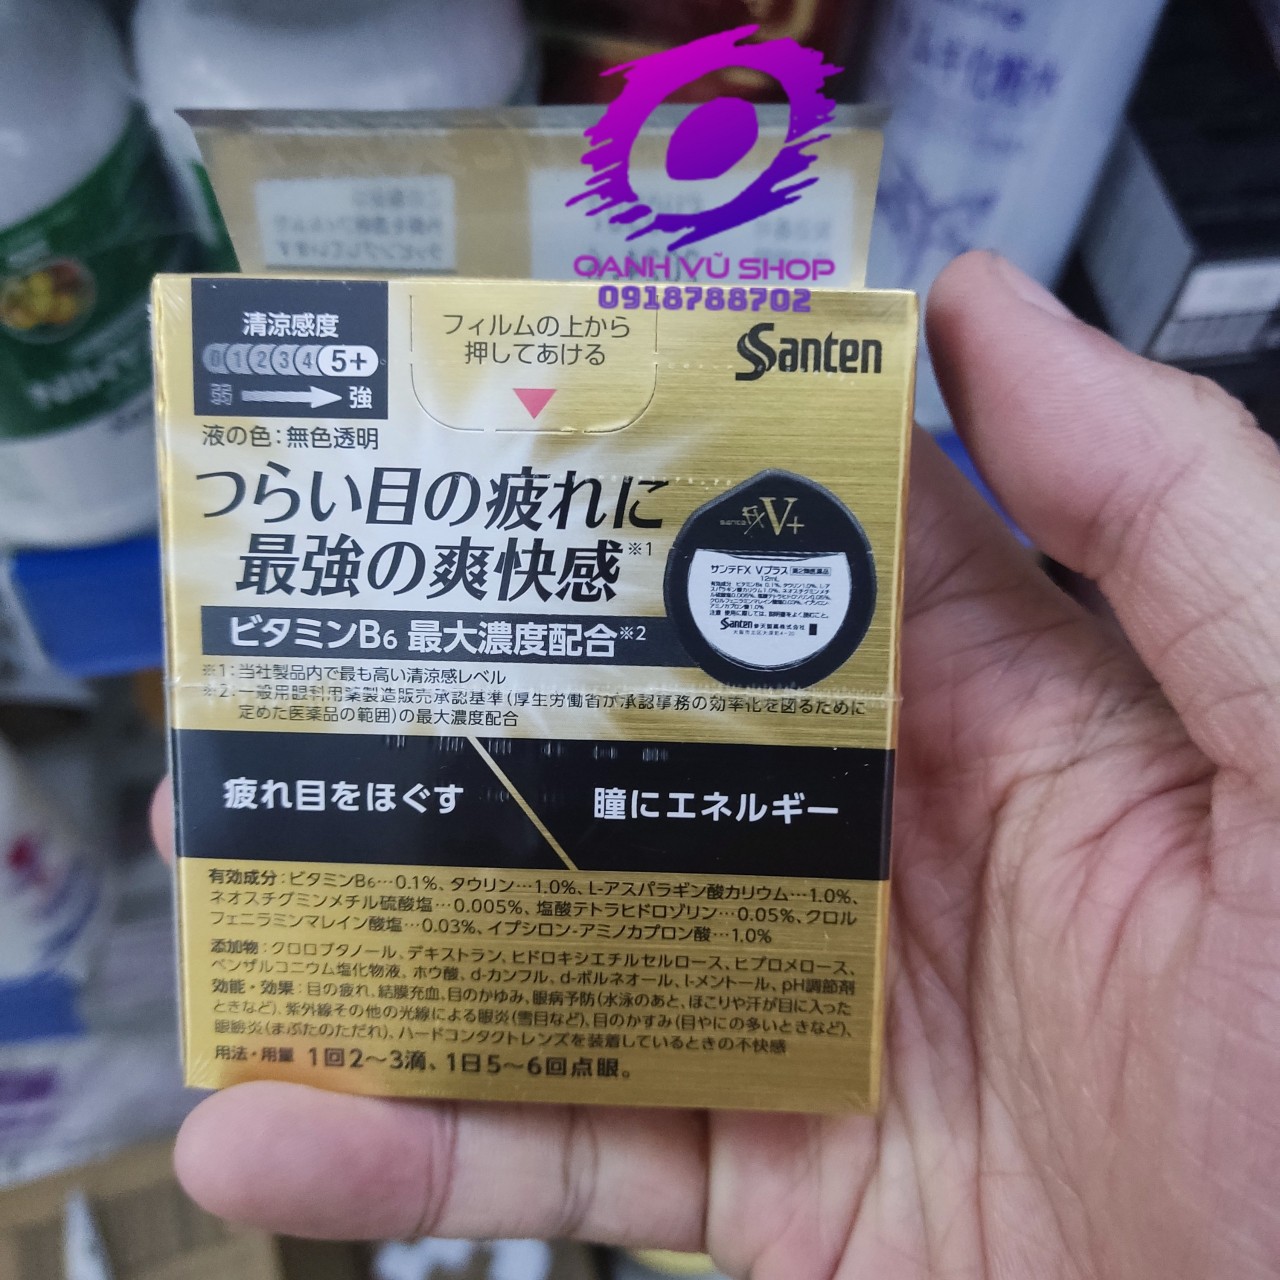 OANH VŨ SHOP
0918788702
清涼感度
0 1 2 3 4 5+
弱 強
フィルムの上から
押してあける
Santen
液の色：無色透明
つらい目の疲れに
最強の爽快感※1
ビタミンB6 最大濃度配合※2
※1：当社製品内で最も高い清涼感レベル
※2：一般用眼科用薬製造販売承認基準（厚生労働省が承認事務の効率化を図るために
定めた医薬品の範囲）の最大濃度配合
sante FX V+
サンテFX Vプラス 第2類医薬品
12mL
Santen 参天製薬株式会社
疲れ目をほぐす
瞳にエネルギー
有効成分：ビタミンB6…0.1%、タウリン…1.0%、L-アスパラギン酸カリウム…1.0%、
ネオスチグミンメチル硫酸塩…0.005%、塩酸テトラヒドロゾリン…0.05%、クロル
フェニラミンマレイン酸塩…0.03%、イプシロン-アミノカプロン酸…1.0%
添加物：クロロブタノール、デキストラン、ヒドロキシエチルセルロース、ヒプロメロース、
ベンザルコニウム塩化物液、ホウ酸、d-カンフル、d-ボルネオール、l-メントール、pH調節剤
効能・効果：目の疲れ、結膜充血、目のかゆみ、眼病予防（水泳のあと、ほこりや汗が目に入った
ときなど）、紫外線その他の光線による眼炎（雪目など）、目のかすみ（目やにの多いときなど）、
眼瞼炎（まぶたのただれ）、ハードコンタクトレンズを装着しているときの不快感
用法・用量 1回2～3滴、1日5～6回点眼。